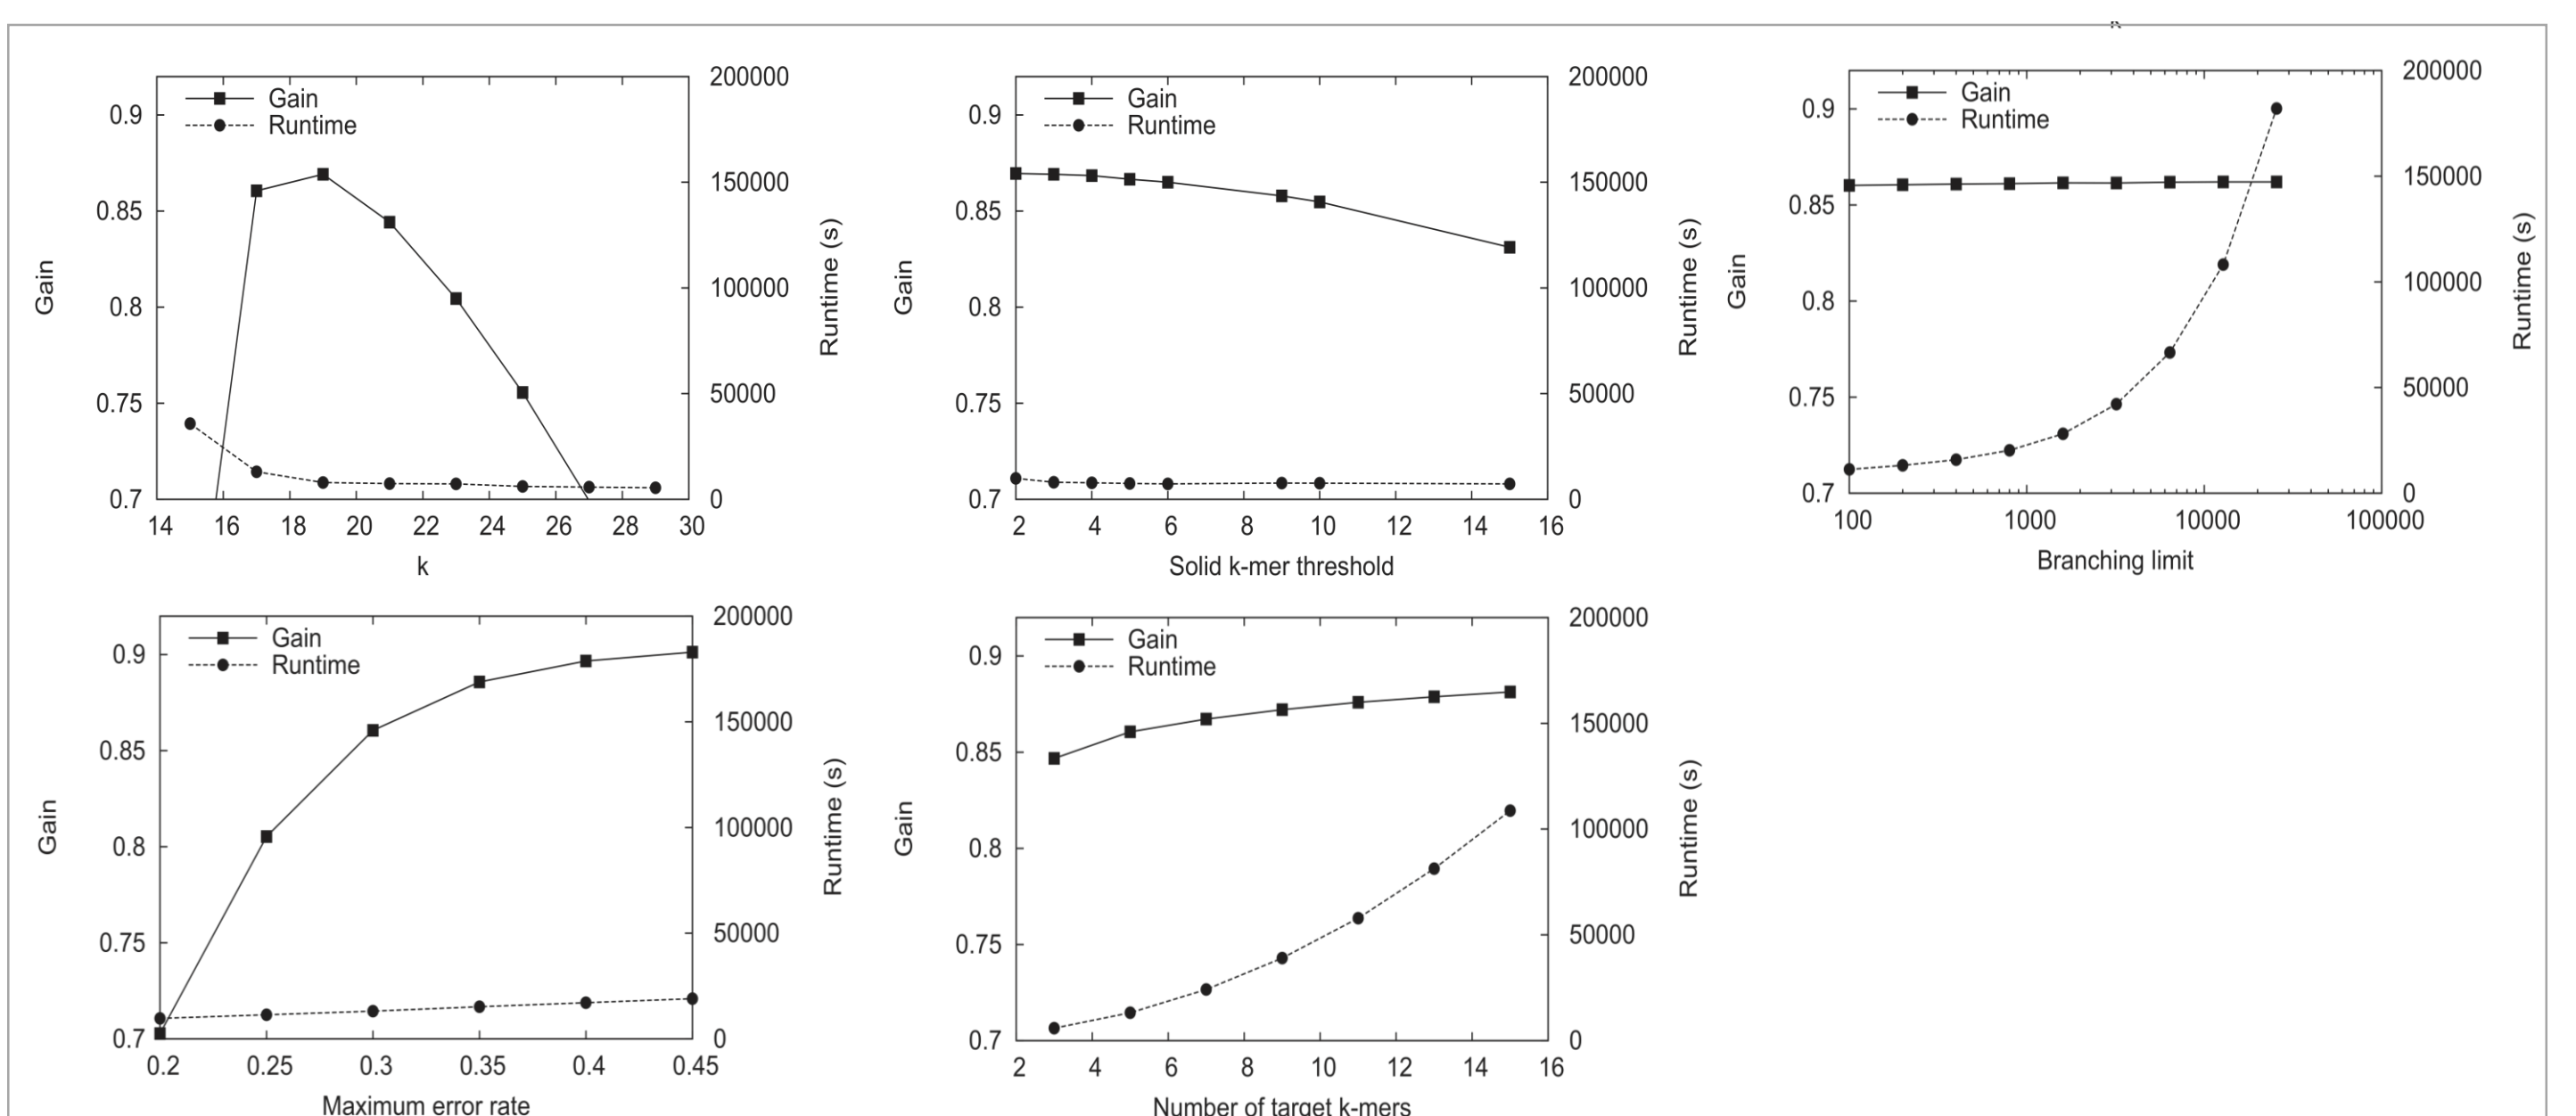 Gain
Runtime
0.9
0.85
0.8
0.75
0.7
200000
150000
100000
50000
0
14 16 18 20 22 24 26 28 30
Gain
Runtime (s)
k
Gain
Runtime
0.9
0.85
0.8
0.75
0.7
200000
150000
100000
50000
0
2 4 6 8 10 12 14 16
Gain
Runtime (s)
Solid k-mer threshold
Gain
Runtime
0.9
0.85
0.8
0.75
0.7
200000
150000
100000
50000
0
100 1000 10000 100000
Gain
Runtime (s)
Branching limit
Gain
Runtime
0.9
0.85
0.8
0.75
0.7
200000
150000
100000
50000
0
0.2 0.25 0.3 0.35 0.4 0.45
Gain
Runtime (s)
Maximum error rate
Gain
Runtime
0.9
0.85
0.8
0.75
0.7
200000
150000
100000
50000
0
2 4 6 8 10 12 14 16
Gain
Runtime (s)
Number of target k-mers